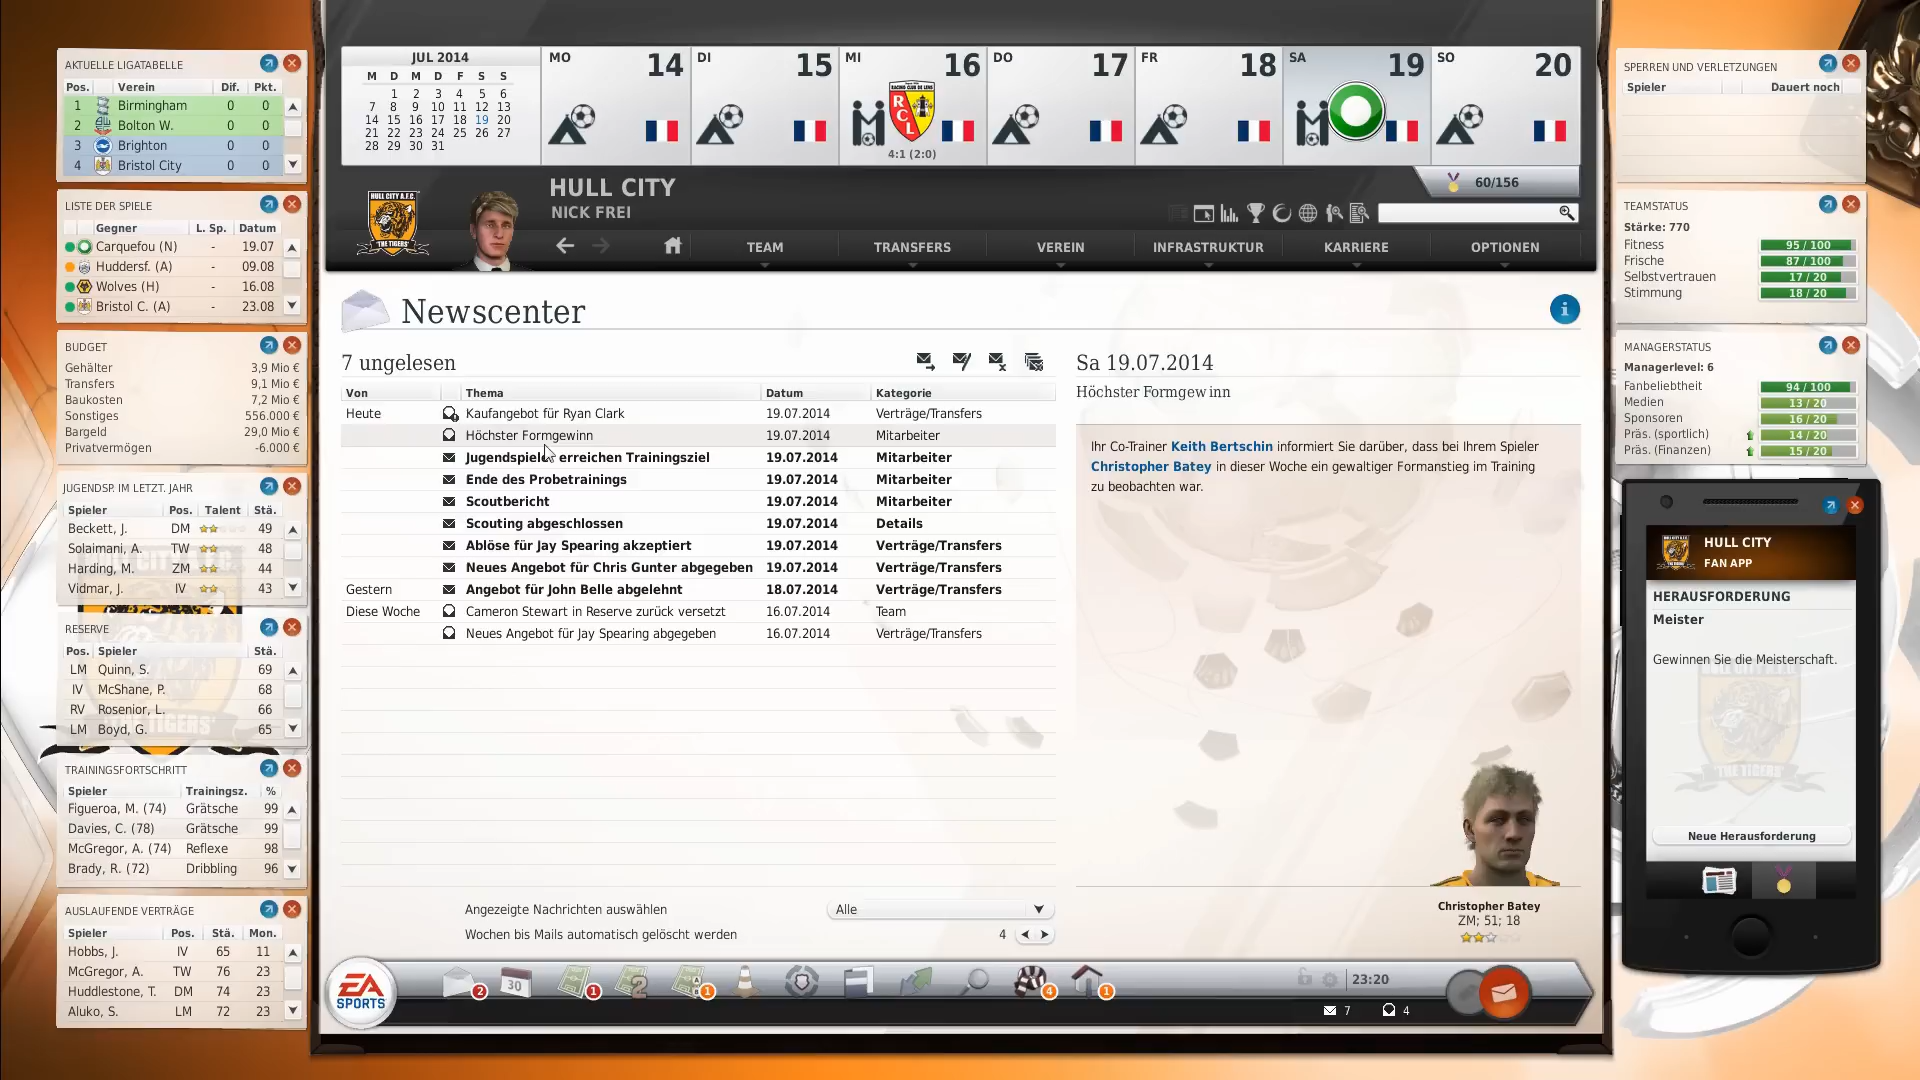 AKTUELLE LIGATABELLE
Pos. Verein Dif. Pkt.
1 Birmingham 0 0
2 Bolton W. 0 0
3 Brighton 0 0
4 Bristol City 0 0
LISTE DER SPIELE
Gegner L. Sp. Datum
Carquefou (N) - 19.07
Huddersf. (A) - 09.08
Wolves (H) - 16.08
Bristol C. (A) - 23.08
BUDGET
Gehälter 3,9 Mio €
Transfers 9,1 Mio €
Baukosten 7,2 Mio €
Sonstiges 556.000 €
Bargeld 29,0 Mio €
Privatvermögen -6.000 €
JUGENDSP. IM LETZT. JAHR
Spieler Pos. Talent Stä.
Beckett, J. DM 49
Solaimani, A. TW 48
Harding, M. ZM 44
Vidmar, J. IV 43
RESERVE
Pos. Spieler Stä.
LM Quinn, S. 69
IV McShane, P. 68
RV Rosenior, L. 66
LM Boyd, G. 65
TRAININGSFORTSCHRITT
Spieler Trainingsz. %
Figueroa, M. (74) Grätsche 99
Davies, C. (78) Grätsche 99
McGregor, A. (74) Reflexe 98
Brady, R. (72) Dribbling 96
AUSLAUFENDE VERTRÄGE
Spieler Pos. Stä. Mon.
Hobbs, J. IV 65 11
McGregor, A. TW 76 23
Huddlestone, T. DM 74 23
Aluko, S. LM 72 23
JUL 2014
M D M D F S S
1 2 3 4 5 6
7 8 9 10 11 12 13
14 15 16 17 18 19 20
21 22 23 24 25 26 27
28 29 30 31
MO 14
DI 15
MI 16
RCL
4:1 (2:0)
DO 17
FR 18
SA 19
SO 20
HULL CITY A.F.C.
THE TIGERS
HULL CITY
NICK FREI
60/156
TEAM
TRANSFERS
VEREIN
INFRASTRUKTUR
KARRIERE
OPTIONEN
Newscenter
7 ungelesen
Von Thema Datum Kategorie
Heute Kaufangebot für Ryan Clark 19.07.2014 Verträge/Transfers
Höchster Formgewinn 19.07.2014 Mitarbeiter
Jugendspieler erreichen Trainingsziel 19.07.2014 Mitarbeiter
Ende des Probetrainings 19.07.2014 Mitarbeiter
Scoutbericht 19.07.2014 Mitarbeiter
Scouting abgeschlossen 19.07.2014 Details
Ablöse für Jay Spearing akzeptiert 19.07.2014 Verträge/Transfers
Neues Angebot für Chris Gunter abgegeben 19.07.2014 Verträge/Transfers
Gestern Angebot für John Belle abgelehnt 18.07.2014 Verträge/Transfers
Diese Woche Cameron Stewart in Reserve zurück versetzt 16.07.2014 Team
Neues Angebot für Jay Spearing abgegeben 16.07.2014 Verträge/Transfers
Angezeigte Nachrichten auswählen Alle
Wochen bis Mails automatisch gelöscht werden 4
Sa 19.07.2014
Höchster Formgewinn
Ihr Co-Trainer Keith Bertschin informiert Sie darüber, dass bei Ihrem Spieler
Christopher Batey in dieser Woche ein gewaltiger Formanstieg im Training
zu beobachten war.
Christopher Batey
ZM; 51; 18
EA
SPORTS
2
30
1
2
1
4
1
23:20
7 4
SPERREN UND VERLETZUNGEN
Spieler Dauert noch
TEAMSTATUS
Stärke: 770
Fitness 95 / 100
Frische 87 / 100
Selbstvertrauen 17 / 20
Stimmung 18 / 20
MANAGERSTATUS
Managerlevel: 6
Fanbeliebtheit 94 / 100
Medien 13 / 20
Sponsoren 16 / 20
Präs. (sportlich) 14 / 20
Präs. (Finanzen) 15 / 20
HULL CITY
FAN APP
HERAUSFORDERUNG
Meister
Gewinnen Sie die Meisterschaft.
THE TIGERS
Neue Herausforderung